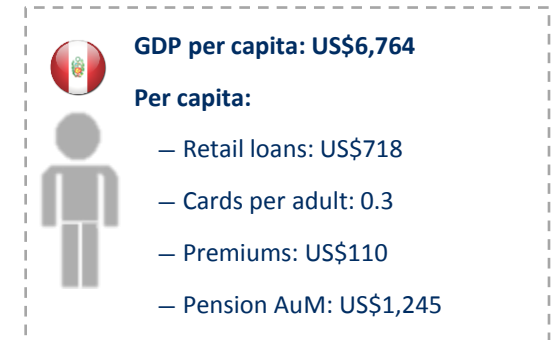 GDP per capita: US$6,764
Per capita:
— Retail loans: US$718
— Cards per adult: 0.3
— Premiums: US$110
— Pension AuM: US$1,245